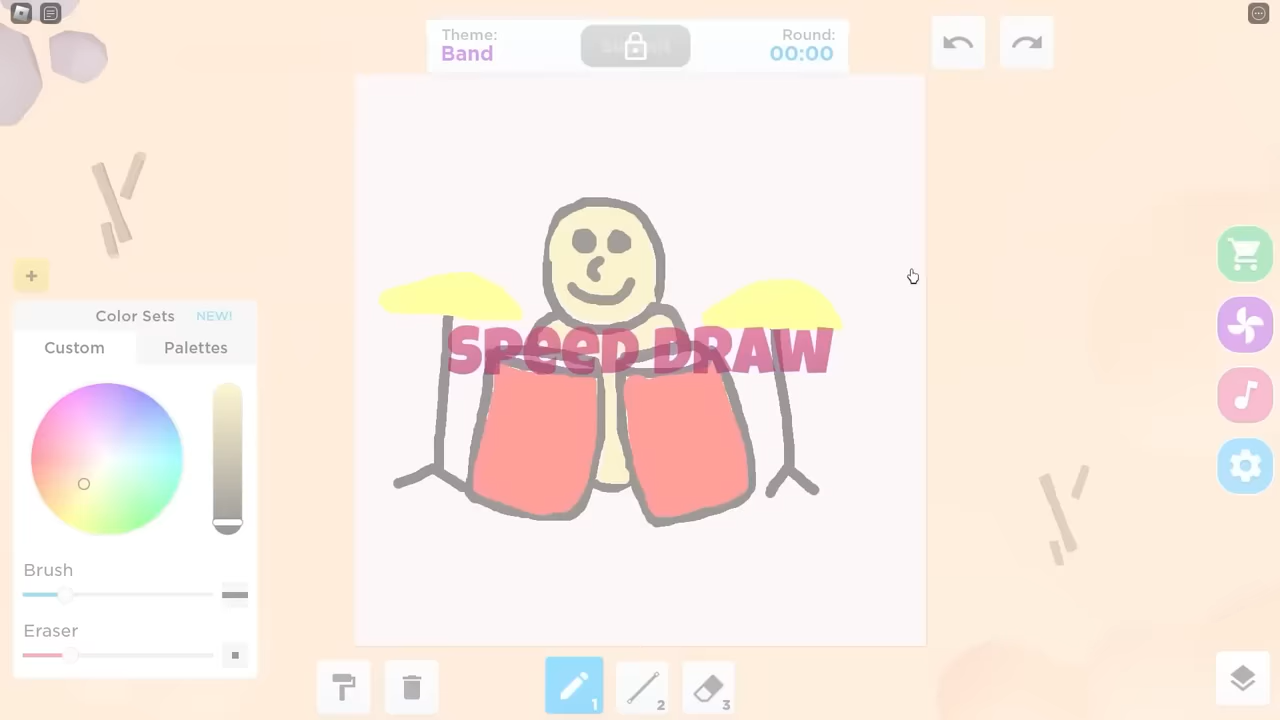 Theme:
Band
Round:
00:00
SPEED DRAW
Color Sets NEW!
Custom Palettes
Brush
Eraser
1
2
3